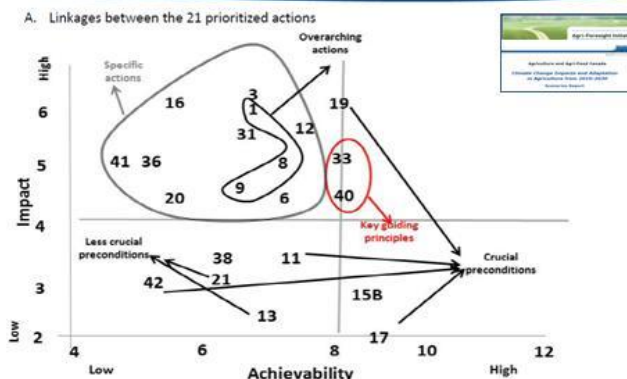 A. Linkages between the 21 prioritized actions
Agri-Foresight Initiative
Agriculture and Agri-Food Canada
Climate Change Impacts and Adaptation
in Agriculture from 2010-2030
Scenarios Report
High
Impact
Low
6
5
4
3
2
Specific
actions
Overarching
actions
16
3
1
19
12
31
33
41 36
8
9
20
6
40
Key guiding
principles
Less crucial
preconditions
38
11
Crucial
preconditions
21
42
15B
13
17
4 6 8 10 12
Low Achievability High